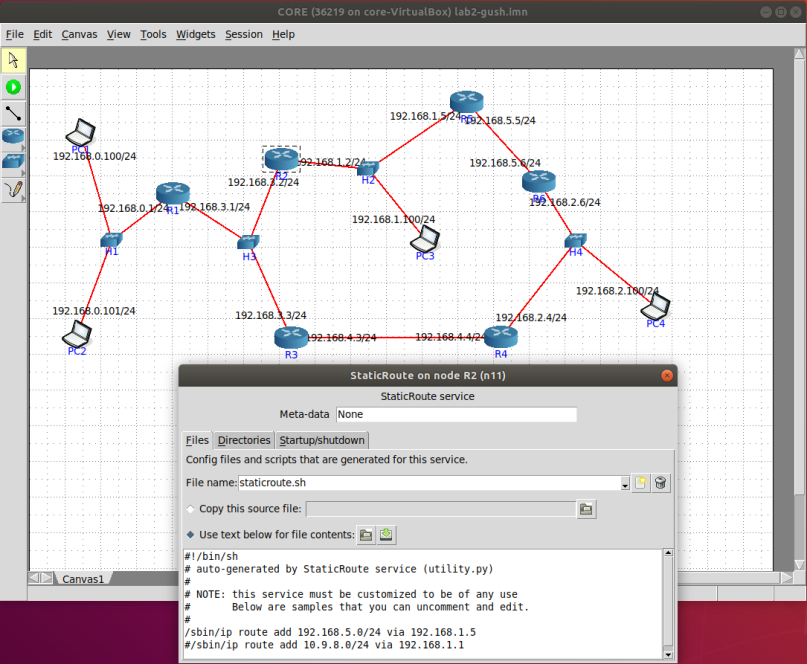 CORE (36219 on core-VirtualBox) lab2-gush.imn
File Edit Canvas View Tools Widgets Session Help
192.168.1.5/24
R5
192.168.5.5/24
PC1
192.168.0.100/24
192.168.3.2/24
R2
192.168.1.2/24
H2
192.168.5.6/24
R6
192.168.2.6/24
192.168.0.1/24
R1
192.168.3.1/24
192.168.1.100/24
H1
H3
PC3
H4
192.168.2.100/24
192.168.0.101/24
192.168.3.3/24
192.168.2.4/24
PC4
PC2
R3
192.168.4.3/24
192.168.4.4/24
R4
StaticRoute on node R2 (n11)
StaticRoute service
Meta-data None
Files Directories Startup/shutdown
Config files and scripts that are generated for this service.
File name: staticroute.sh
Copy this source file:
Use text below for file contents:
#!/bin/sh
# auto-generated by StaticRoute service (utility.py)
#
# NOTE: this service must be customized to be of any use
# Below are samples that you can uncomment and edit.
#
/sbin/ip route add 192.168.5.0/24 via 192.168.1.5
#/sbin/ip route add 10.9.8.0/24 via 192.168.1.1
Canvas1